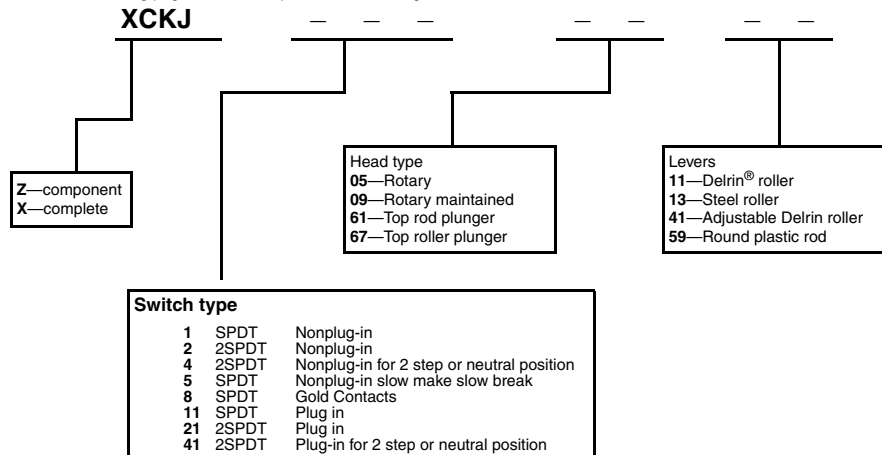 XCKJ _ _ _ _ _ _ _
Z—component
X—complete
Head type
05—Rotary
09—Rotary maintained
61—Top rod plunger
67—Top roller plunger
Levers
11—Delrin® roller
13—Steel roller
41—Adjustable Delrin roller
59—Round plastic rod
Switch type
1 SPDT Nonplug-in
2 2SPDT Nonplug-in
4 2SPDT Nonplug-in for 2 step or neutral position
5 SPDT Nonplug-in slow make slow break
8 SPDT Gold Contacts
11 SPDT Plug in
21 2SPDT Plug in
41 2SPDT Plug-in for 2 step or neutral position